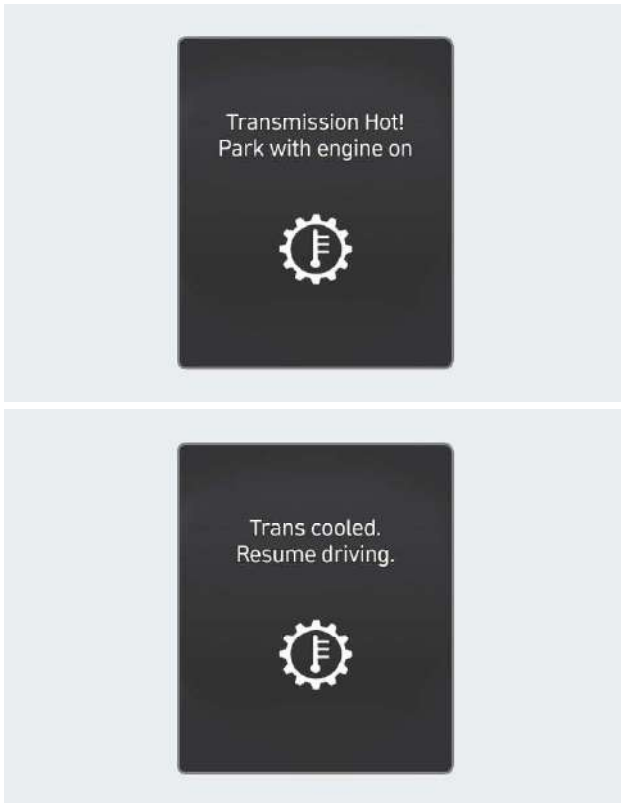 Transmission Hot!
Park with engine on
Trans cooled.
Resume driving.